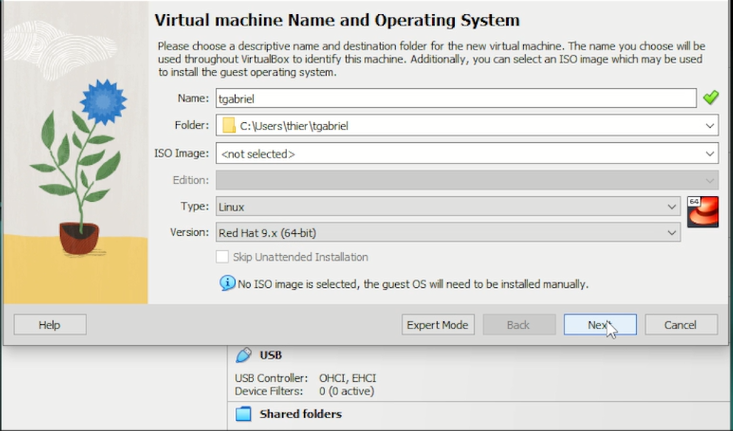 Virtual machine Name and Operating System
Please choose a descriptive name and destination folder for the new virtual machine. The name you choose will be
used throughout VirtualBox to identify this machine. Additionally, you can select an ISO image which may be used
to install the guest operating system.
Name: tgabriel
Folder: C:\Users\thier\tgabriel
ISO Image: <not selected>
Edition:
Type: Linux
64
Version: Red Hat 9.x (64-bit)
Skip Unattended Installation
No ISO image is selected, the guest OS will need to be installed manually.
Help Expert Mode Back Next Cancel
USB
USB Controller: OHCI, EHCI
Device Filters: 0 (0 active)
Shared folders